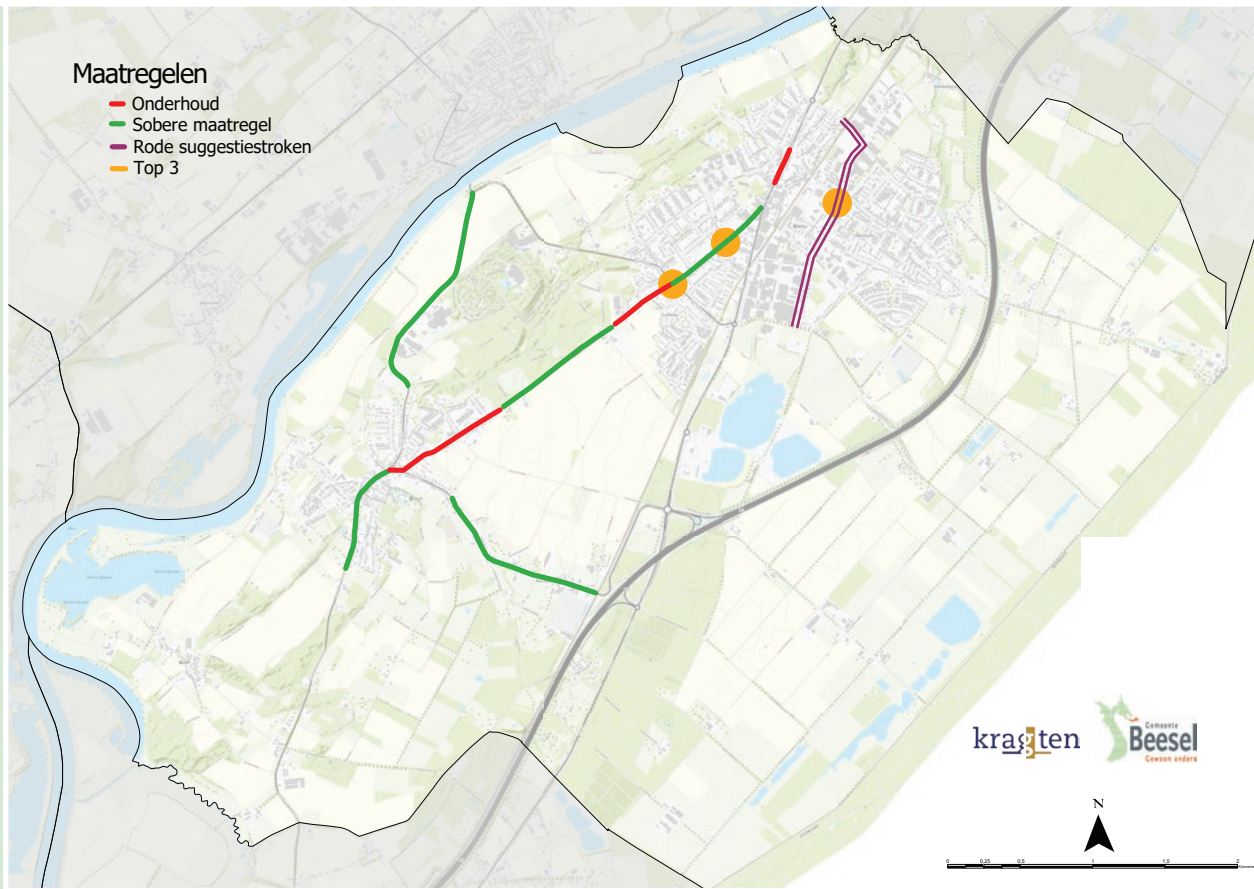 Maatregelen
Onderhoud
Sobere maatregel
Rode suggestiestroken
Top 3
kragten
Gemeente
Beesel
Gewoon anders
N
0 0,25 0,5 1 1,5 2